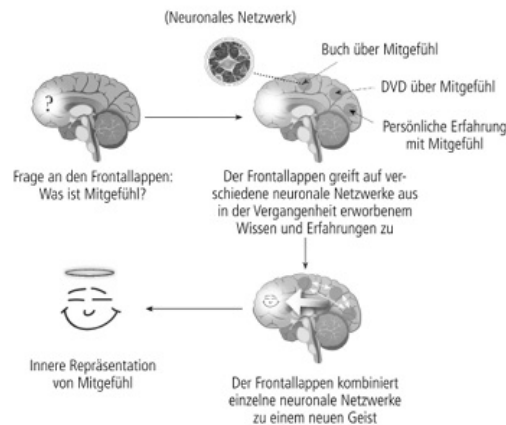 (Neuronales Netzwerk)
Buch über Mitgefühl
DVD über Mitgefühl
Persönliche Erfahrung
mit Mitgefühl
?
Frage an den Frontallappen:
Was ist Mitgefühl?
Der Frontallappen greift auf ver-
schiedene neuronale Netzwerke aus
in der Vergangenheit erworbenem
Wissen und Erfahrungen zu
Innere Repräsentation
von Mitgefühl
Der Frontallappen kombiniert
einzelne neuronale Netzwerke
zu einem neuen Geist